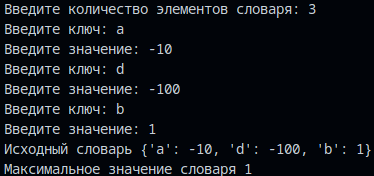 Введите количество элементов словаря: 3
Введите ключ: a
Введите значение: -10
Введите ключ: d
Введите значение: -100
Введите ключ: b
Введите значение: 1
Исходный словарь {'a': -10, 'd': -100, 'b': 1}
Максимальное значение словаря 1